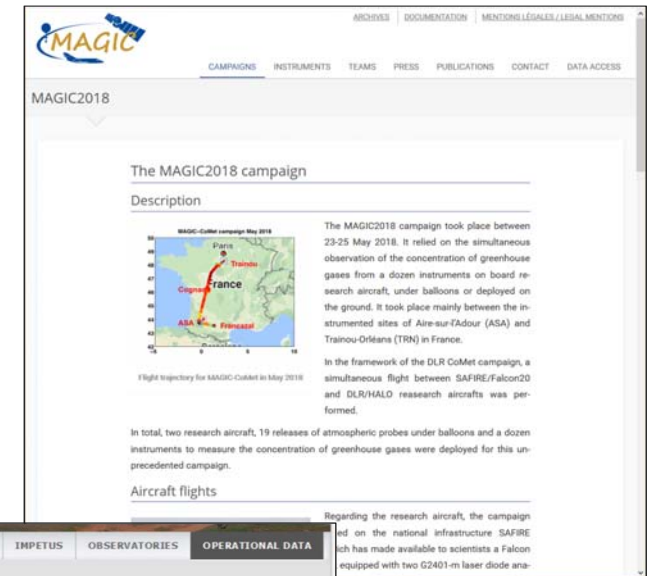 ARCHIVES DOCUMENTATION MENTIONS LÉGALES / LEGAL MENTIONS
MAGIC
CAMPAIGNS INSTRUMENTS TEAMS PRESS PUBLICATIONS CONTACT DATA ACCESS
MAGIC2018
The MAGIC2018 campaign
Description
MAGIC-CoMet campaign May 2018
Paris
Trainou
Cognac
France
ASA
Francazal
Flight trajectory for MAGIC-CoMet in May 2018
The MAGIC2018 campaign took place between
23-25 May 2018. It relied on the simultaneous
observation of the concentration of greenhouse
gases from a dozen instruments on board re-
search aircraft, under balloons or deployed on
the ground. It took place mainly between the in-
strumented sites of Aire-sur-l'Adour (ASA) and
Trainou-Orléans (TRN) in France.
In the framework of the DLR CoMet campaign, a
simultaneous flight between SAFIRE/Falcon20
and DLR/HALO reasearch aircrafts was per-
formed.
In total, two research aircraft, 19 releases of atmospheric probes under balloons and a dozen
instruments to measure the concentration of greenhouse gases were deployed for this un-
precedented campaign.
Aircraft flights
Regarding the research aircraft, the campaign
ed on the national infrastructure SAFIRE
ich has made available to scientists a Falcon
equipped with two G2401-m laser diode ana-
IMPETUS OBSERVATORIES OPERATIONAL DATA